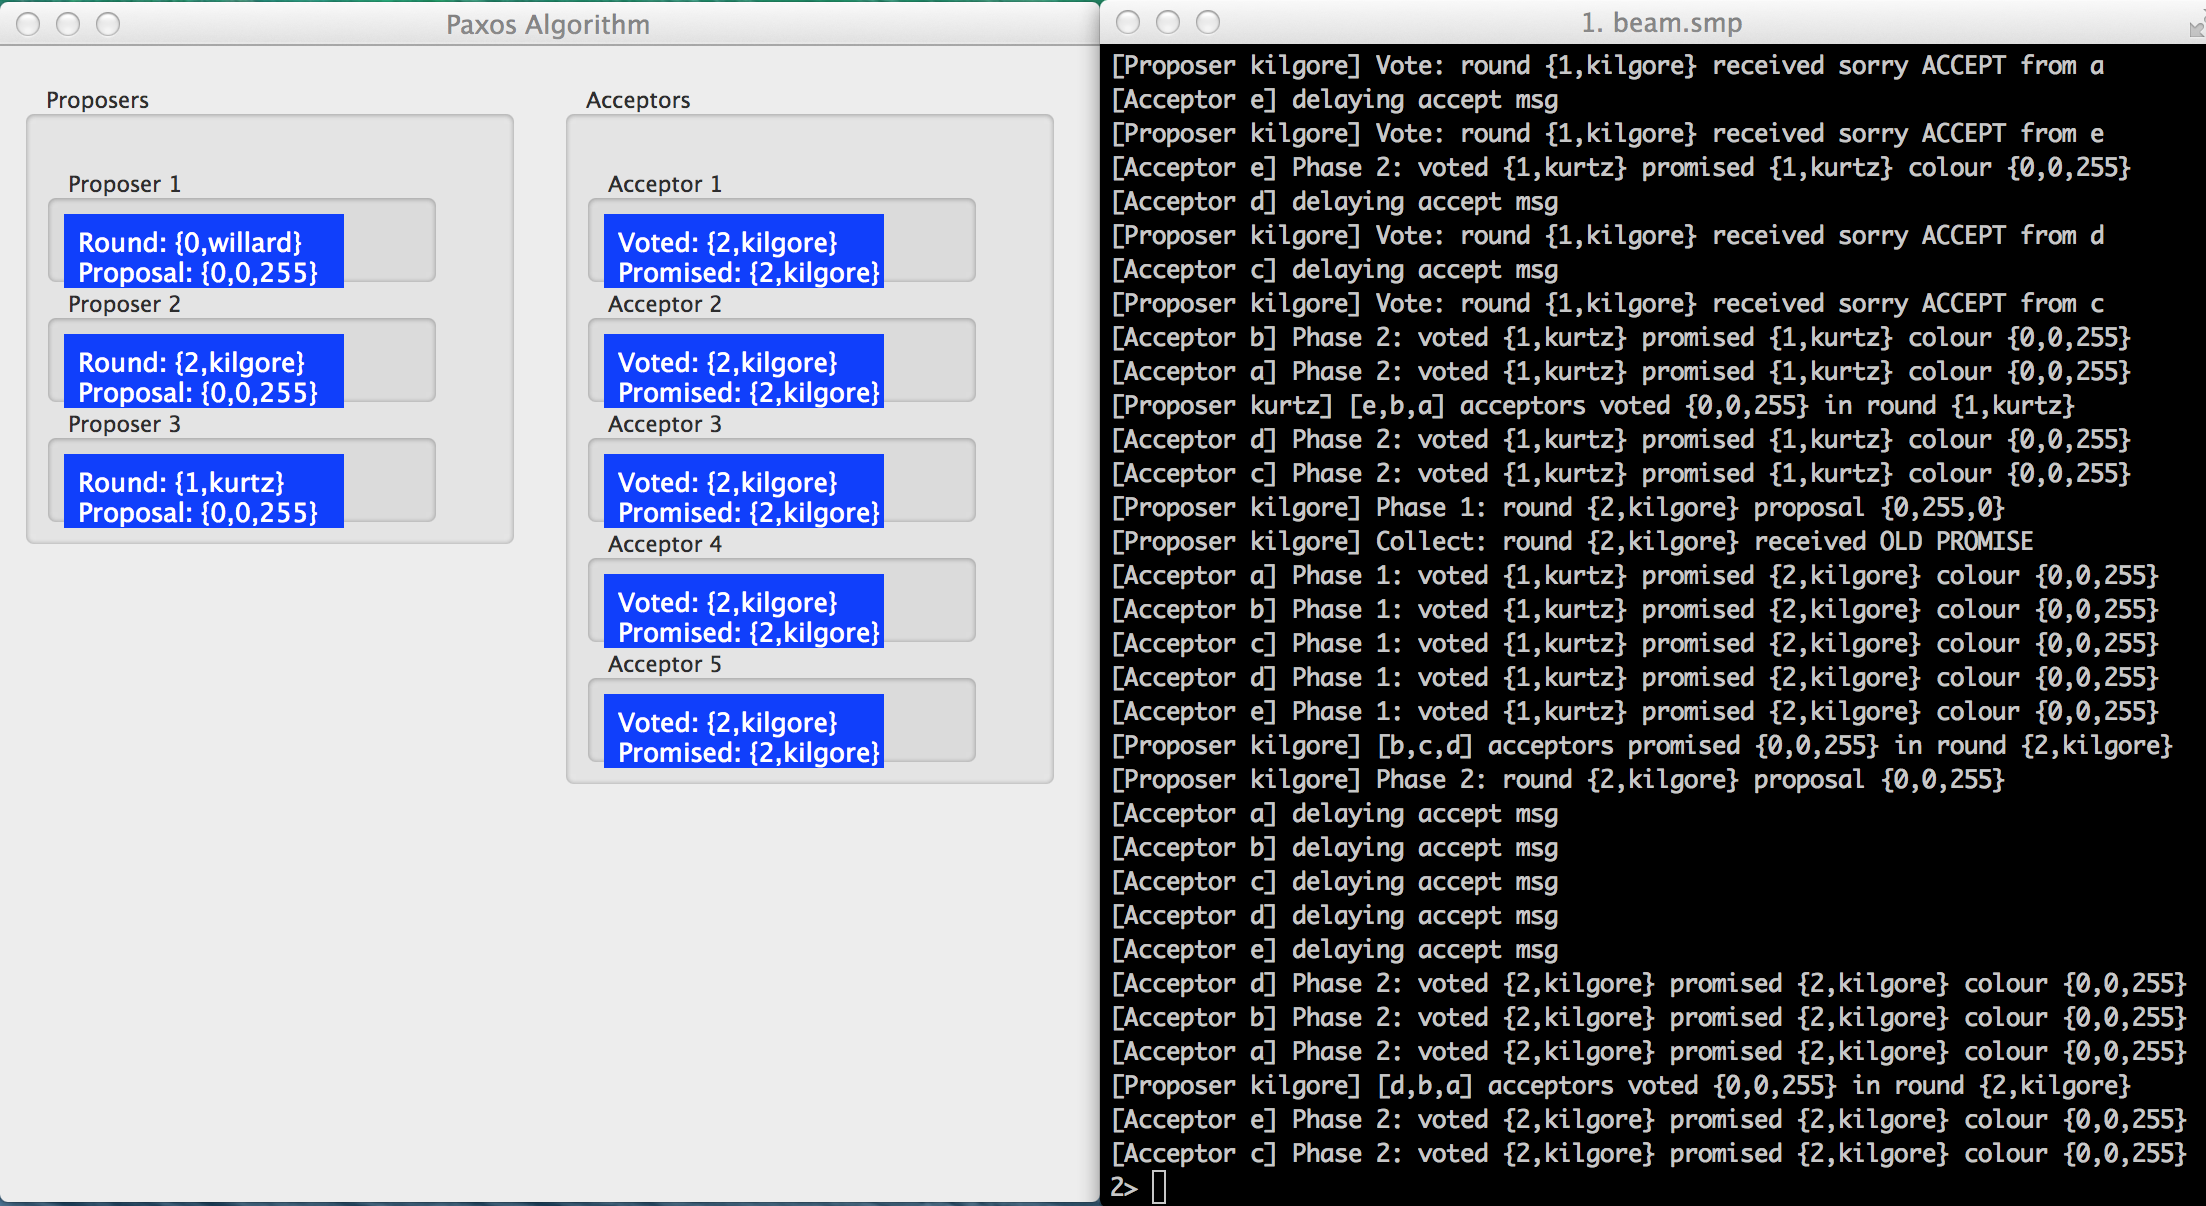 Paxos Algorithm
Proposers
Proposer 1
Round: {0,willard}
Proposal: {0,0,255}
Proposer 2
Round: {2,kilgore}
Proposal: {0,0,255}
Proposer 3
Round: {1,kurtz}
Proposal: {0,0,255}
Acceptors
Acceptor 1
Voted: {2,kilgore}
Promised: {2,kilgore}
Acceptor 2
Voted: {2,kilgore}
Promised: {2,kilgore}
Acceptor 3
Voted: {2,kilgore}
Promised: {2,kilgore}
Acceptor 4
Voted: {2,kilgore}
Promised: {2,kilgore}
Acceptor 5
Voted: {2,kilgore}
Promised: {2,kilgore}
1. beam.smp
[Proposer kilgore] Vote: round {1,kilgore} received sorry ACCEPT from a
[Acceptor e] delaying accept msg
[Proposer kilgore] Vote: round {1,kilgore} received sorry ACCEPT from e
[Acceptor e] Phase 2: voted {1,kurtz} promised {1,kurtz} colour {0,0,255}
[Acceptor d] delaying accept msg
[Proposer kilgore] Vote: round {1,kilgore} received sorry ACCEPT from d
[Acceptor c] delaying accept msg
[Proposer kilgore] Vote: round {1,kilgore} received sorry ACCEPT from c
[Acceptor b] Phase 2: voted {1,kurtz} promised {1,kurtz} colour {0,0,255}
[Acceptor a] Phase 2: voted {1,kurtz} promised {1,kurtz} colour {0,0,255}
[Proposer kurtz] [e,b,a] acceptors voted {0,0,255} in round {1,kurtz}
[Acceptor d] Phase 2: voted {1,kurtz} promised {1,kurtz} colour {0,0,255}
[Acceptor c] Phase 2: voted {1,kurtz} promised {1,kurtz} colour {0,0,255}
[Proposer kilgore] Phase 1: round {2,kilgore} proposal {0,255,0}
[Proposer kilgore] Collect: round {2,kilgore} received OLD PROMISE
[Acceptor a] Phase 1: voted {1,kurtz} promised {2,kilgore} colour {0,0,255}
[Acceptor b] Phase 1: voted {1,kurtz} promised {2,kilgore} colour {0,0,255}
[Acceptor c] Phase 1: voted {1,kurtz} promised {2,kilgore} colour {0,0,255}
[Acceptor d] Phase 1: voted {1,kurtz} promised {2,kilgore} colour {0,0,255}
[Acceptor e] Phase 1: voted {1,kurtz} promised {2,kilgore} colour {0,0,255}
[Proposer kilgore] [b,c,d] acceptors promised {0,0,255} in round {2,kilgore}
[Proposer kilgore] Phase 2: round {2,kilgore} proposal {0,0,255}
[Acceptor a] delaying accept msg
[Acceptor b] delaying accept msg
[Acceptor c] delaying accept msg
[Acceptor d] delaying accept msg
[Acceptor e] delaying accept msg
[Acceptor d] Phase 2: voted {2,kilgore} promised {2,kilgore} colour {0,0,255}
[Acceptor b] Phase 2: voted {2,kilgore} promised {2,kilgore} colour {0,0,255}
[Acceptor a] Phase 2: voted {2,kilgore} promised {2,kilgore} colour {0,0,255}
[Proposer kilgore] [d,b,a] acceptors voted {0,0,255} in round {2,kilgore}
[Acceptor e] Phase 2: voted {2,kilgore} promised {2,kilgore} colour {0,0,255}
[Acceptor c] Phase 2: voted {2,kilgore} promised {2,kilgore} colour {0,0,255}
2>